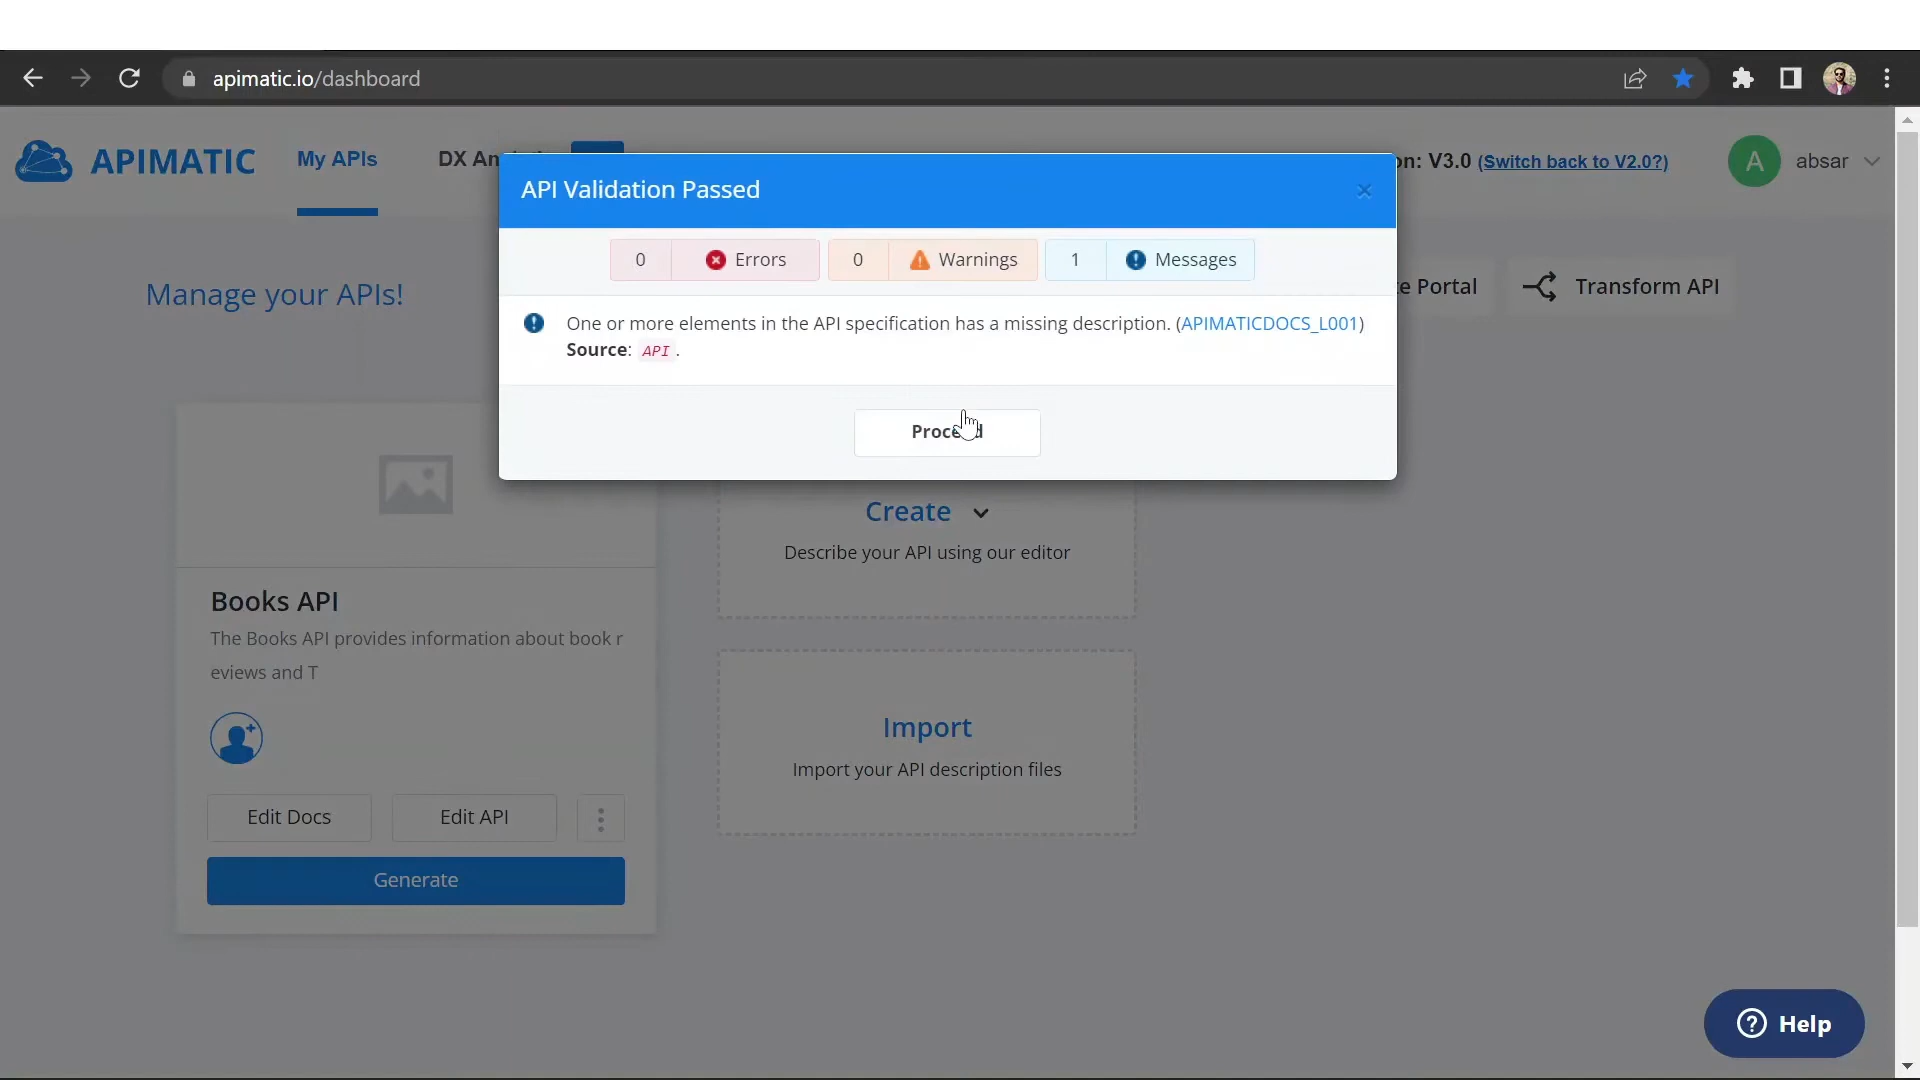 apimatic.io/dashboard
APIMATIC
My APIs
DX An
on: V3.0 (Switch back to V2.0?)
A
absar
API Validation Passed
×
0 Errors
0 Warnings
1 Messages
Manage your APIs!
Portal
Transform API
One or more elements in the API specification has a missing description. (APIMATICDOCS_L001)
Source: API.
Proceed
Create
Describe your API using our editor
Books API
The Books API provides information about book r
eviews and T
Import
Import your API description files
Edit Docs
Edit API
Generate
? Help